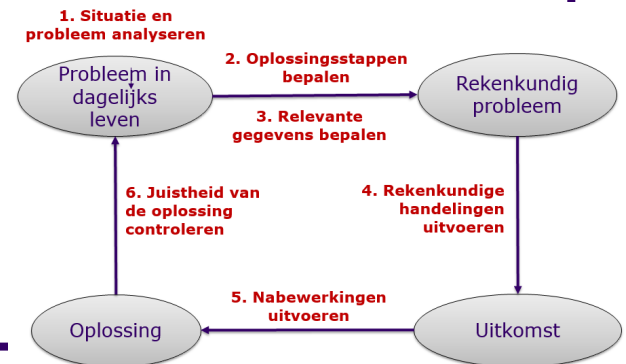 1. Situatie en
probleem analyseren
Probleem in
dagelijks
leven
2. Oplossingsstappen
bepalen
3. Relevante
gegevens bepalen
Rekenkundig
probleem
4. Rekenkundige
handelingen
uitvoeren
6. Juistheid van
de oplossing
controleren
5. Nabewerkingen
uitvoeren
Oplossing
Uitkomst